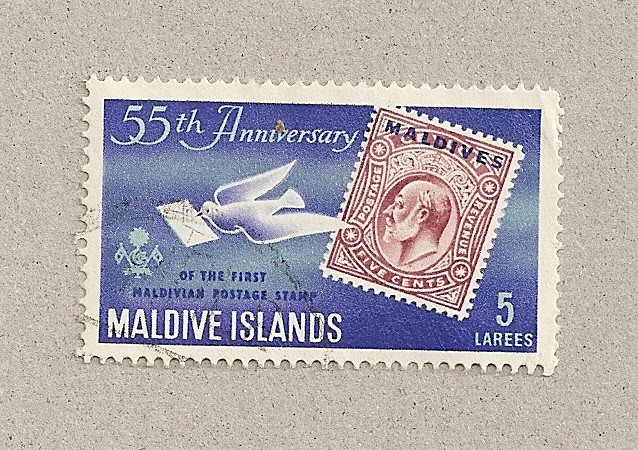 55th Anniversary
MALDIVES
POSTAGE
REVENUE
FIVE CENTS
OF THE FIRST
MALDIVIAN POSTAGE STAMP
MALDIVE ISLANDS
5
LAREES